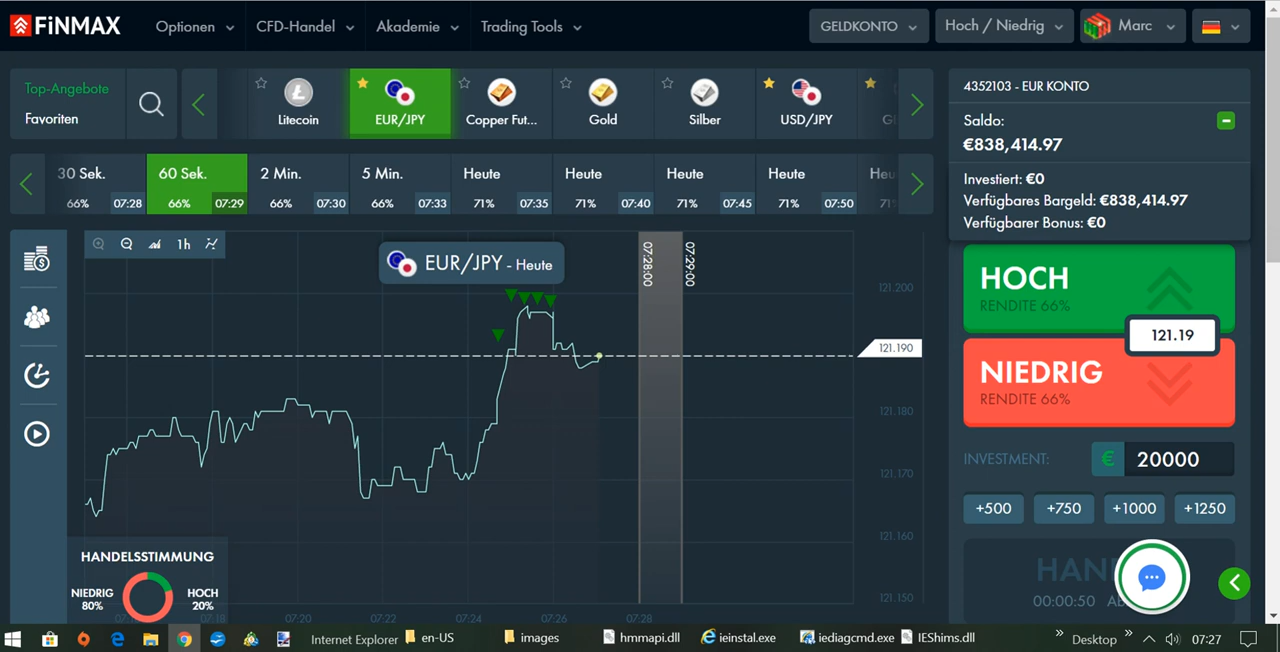 FiNMAX
Optionen
CFD-Handel
Akademie
Trading Tools
GELDKONTO
Hoch / Niedrig
Marc
Top-Angebote
Favoriten
Litecoin
EUR/JPY
Copper Fut...
Gold
Silber
USD/JPY
30 Sek.
66% 07:28
60 Sek.
66% 07:29
2 Min.
66% 07:30
5 Min.
66% 07:33
Heute
71% 07:35
Heute
71% 07:40
Heute
71% 07:45
Heute
71% 07:50
1h
EUR/JPY - Heute
07:28:00
07:29:00
121.200
121.190
121.180
121.170
121.160
121.150
HANDELSSTIMMUNG
NIEDRIG
80%
HOCH
20%
07:18
07:20
07:22
07:24
07:26
07:28
4352103 - EUR KONTO
Saldo:
€838,414.97
Investiert: €0
Verfügbares Bargeld: €838,414.97
Verfügbarer Bonus: €0
HOCH
RENDITE 66%
121.19
NIEDRIG
RENDITE 66%
INVESTMENT:
€ 20000
+500
+750
+1000
+1250
00:00:50
Internet Explorer
en-US
images
hmmapi.dll
ieinstal.exe
iediagcmd.exe
IEShims.dll
Desktop
07:27